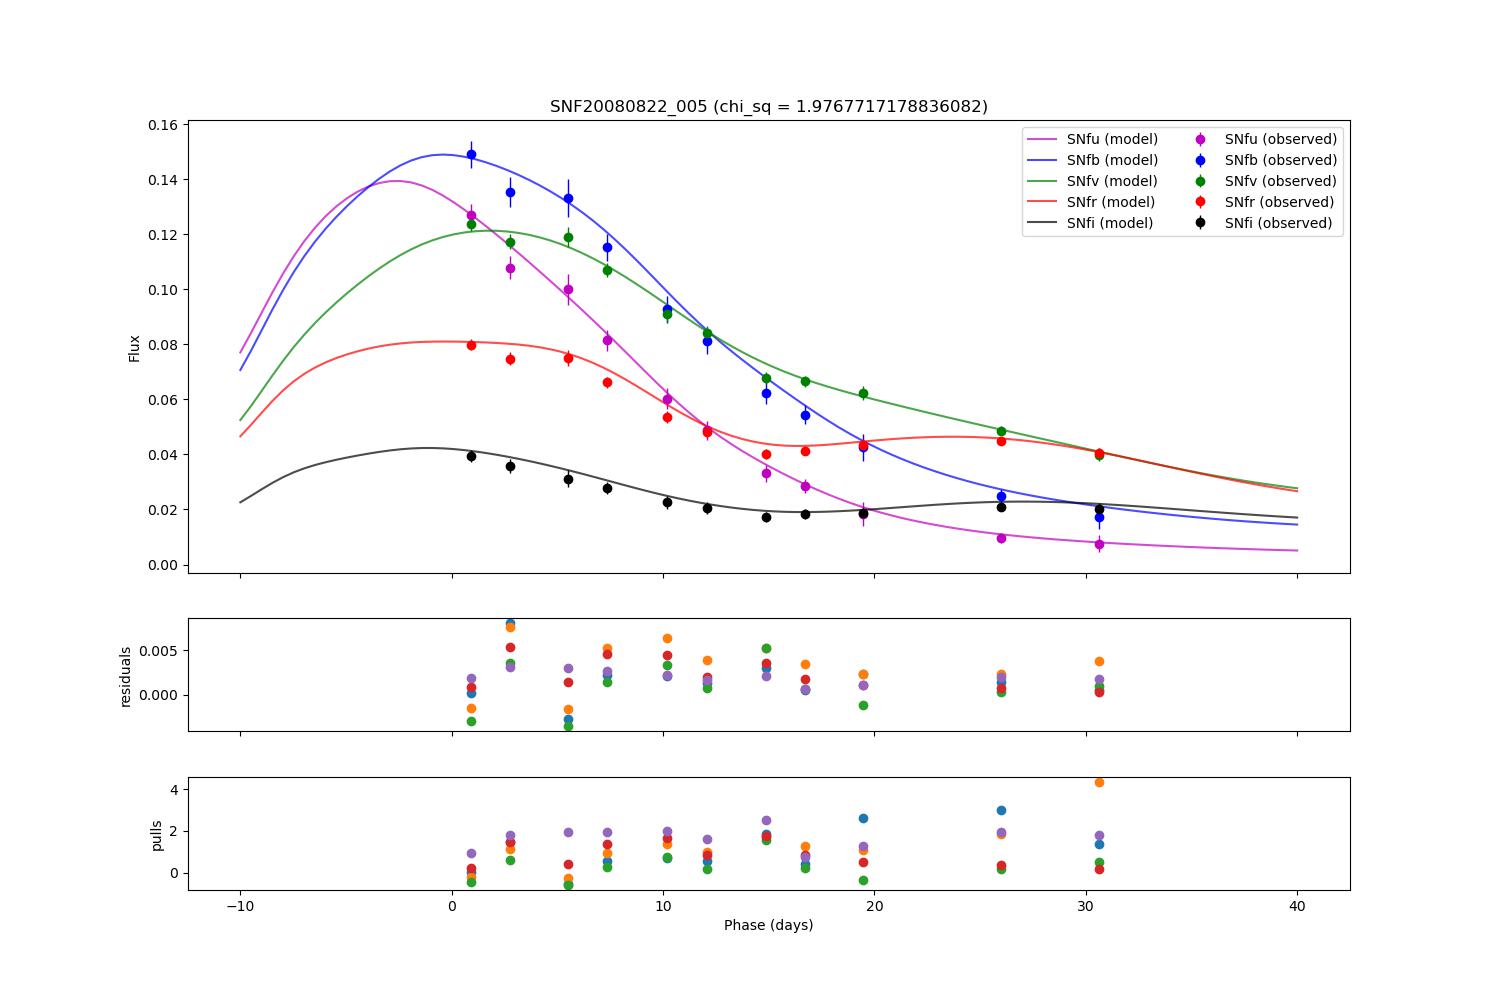 SNF20080822_005 (chi_sq = 1.9767717178836082)
0.16
0.14
0.12
0.10
0.08
0.06
0.04
0.02
0.00
Flux
SNfu (model) SNfu (observed)
SNfb (model) SNfb (observed)
SNfv (model) SNfv (observed)
SNfr (model) SNfr (observed)
SNfi (model) SNfi (observed)
0.005
0.000
residuals
4
2
0
pulls
−10 0 10 20 30 40
Phase (days)